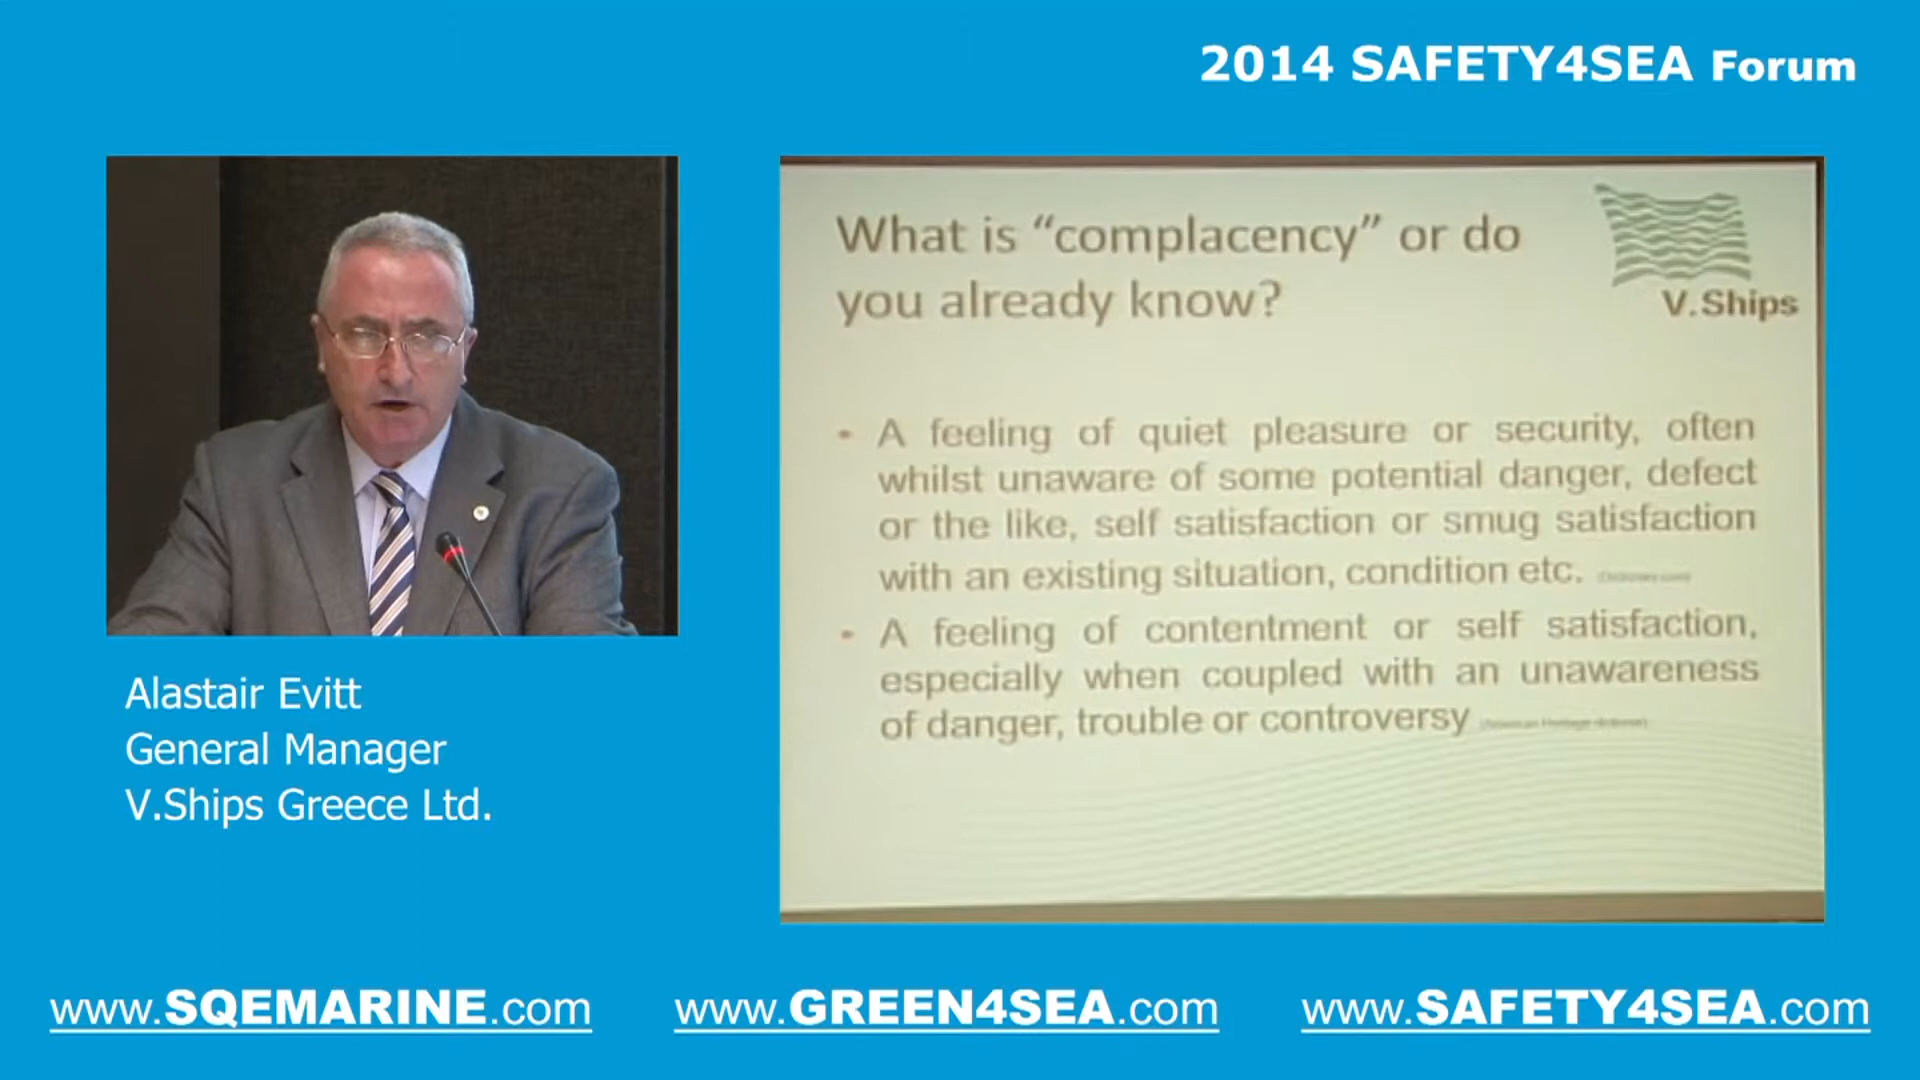 2014 SAFETY4SEA Forum
What is “complacency” or do
you already know?
V.Ships
• A feeling of quiet pleasure or security, often
whilst unaware of some potential danger, defect
or the like, self satisfaction or smug satisfaction
with an existing situation, condition etc.
• A feeling of contentment or self satisfaction,
especially when coupled with an unawareness
of danger, trouble or controversy
Alastair Evitt
General Manager
V.Ships Greece Ltd.
www.SQEMARINE.com
www.GREEN4SEA.com
www.SAFETY4SEA.com